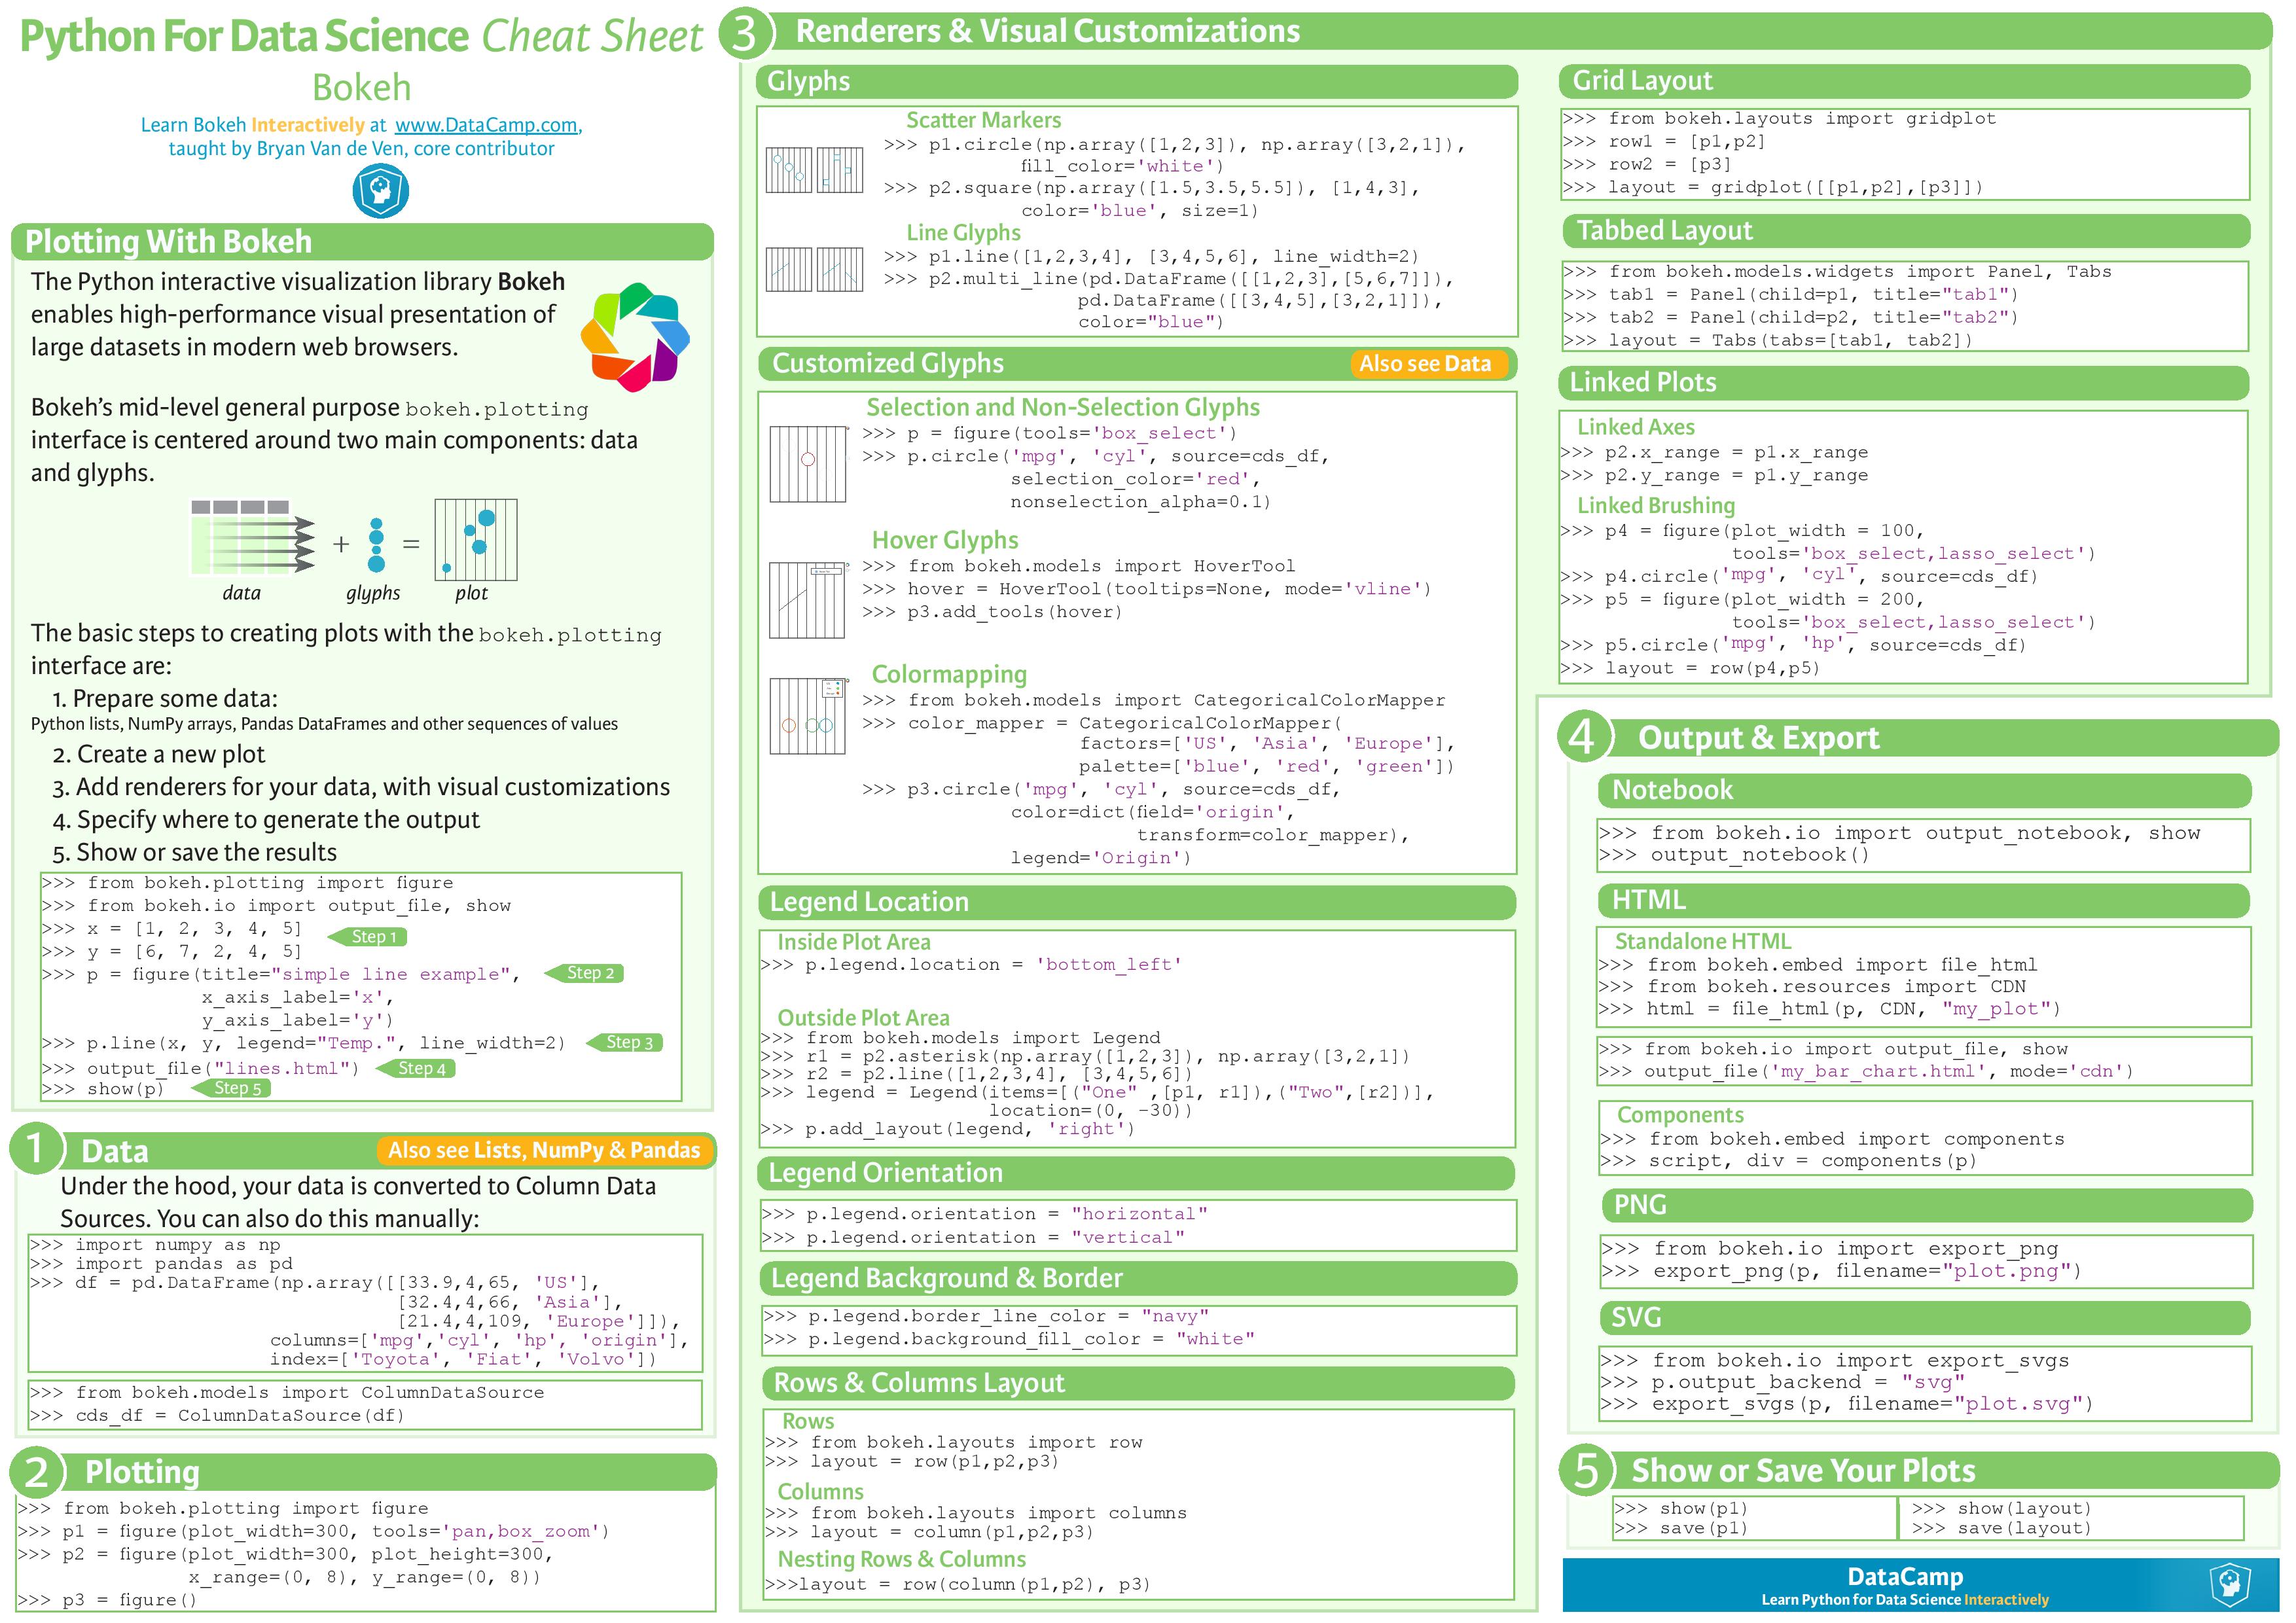 Python For Data Science Cheat Sheet
Bokeh
Learn Bokeh Interactively at www.DataCamp.com,
taught by Bryan Van de Ven, core contributor
Plotting With Bokeh
The Python interactive visualization library Bokeh
enables high-performance visual presentation of
large datasets in modern web browsers.
Bokeh's mid-level general purpose bokeh.plotting
interface is centered around two main components: data
and glyphs.
+ =
data glyphs plot
The basic steps to creating plots with the bokeh.plotting
interface are:
1. Prepare some data:
Python lists, NumPy arrays, Pandas DataFrames and other sequences of values
2. Create a new plot
3. Add renderers for your data, with visual customizations
4. Specify where to generate the output
5. Show or save the results
>>> from bokeh.plotting import figure
>>> from bokeh.io import output_file, show
>>> x = [1, 2, 3, 4, 5]
Step 1
>>> y = [6, 7, 2, 4, 5]
>>> p = figure(title="simple line example", Step 2
x_axis_label='x',
y_axis_label='y')
>>> p.line(x, y, legend="Temp.", line_width=2) Step 3
>>> output_file("lines.html") Step 4
>>> show(p) Step 5
1 Data Also see Lists, NumPy & Pandas
Under the hood, your data is converted to Column Data
Sources. You can also do this manually:
>>> import numpy as np
>>> import pandas as pd
>>> df = pd.DataFrame(np.array([[33.9,4,65, 'US'],
[32.4,4,66, 'Asia'],
[21.4,4,109, 'Europe']]),
columns=['mpg','cyl', 'hp', 'origin'],
index=['Toyota', 'Fiat', 'Volvo'])
>>> from bokeh.models import ColumnDataSource
>>> cds_df = ColumnDataSource(df)
2 Plotting
>>> from bokeh.plotting import figure
>>> p1 = figure(plot_width=300, tools='pan,box_zoom')
>>> p2 = figure(plot_width=300, plot_height=300,
x_range=(0, 8), y_range=(0, 8))
>>> p3 = figure()
3 Renderers & Visual Customizations
Glyphs
Scatter Markers
>>> p1.circle(np.array([1,2,3]), np.array([3,2,1]),
fill_color='white')
>>> p2.square(np.array([1.5,3.5,5.5]), [1,4,3],
color='blue', size=1)
Line Glyphs
>>> p1.line([1,2,3,4], [3,4,5,6], line_width=2)
>>> p2.multi_line(pd.DataFrame([[1,2,3],[5,6,7]]),
pd.DataFrame([[3,4,5],[3,2,1]]),
color="blue")
Customized Glyphs Also see Data
Selection and Non-Selection Glyphs
>>> p = figure(tools='box_select')
>>> p.circle('mpg', 'cyl', source=cds_df,
selection_color='red',
nonselection_alpha=0.1)
Hover Glyphs
>>> from bokeh.models import HoverTool
>>> hover = HoverTool(tooltips=None, mode='vline')
>>> p3.add_tools(hover)
Colormapping
>>> from bokeh.models import CategoricalColorMapper
>>> color_mapper = CategoricalColorMapper(
factors=['US', 'Asia', 'Europe'],
palette=['blue', 'red', 'green'])
>>> p3.circle('mpg', 'cyl', source=cds_df,
color=dict(field='origin',
transform=color_mapper),
legend='Origin')
Legend Location
Inside Plot Area
>>> p.legend.location = 'bottom_left'
Outside Plot Area
>>> from bokeh.models import Legend
>>> r1 = p2.asterisk(np.array([1,2,3]), np.array([3,2,1])
>>> r2 = p2.line([1,2,3,4], [3,4,5,6])
>>> legend = Legend(items=[("One" ,[p1, r1]),("Two",[r2])],
location=(0, -30))
>>> p.add_layout(legend, 'right')
Legend Orientation
>>> p.legend.orientation = "horizontal"
>>> p.legend.orientation = "vertical"
Legend Background & Border
>>> p.legend.border_line_color = "navy"
>>> p.legend.background_fill_color = "white"
Rows & Columns Layout
Rows
>>> from bokeh.layouts import row
>>> layout = row(p1,p2,p3)
Columns
>>> from bokeh.layouts import columns
>>> layout = column(p1,p2,p3)
Nesting Rows & Columns
>>>layout = row(column(p1,p2), p3)
Grid Layout
>>> from bokeh.layouts import gridplot
>>> row1 = [p1,p2]
>>> row2 = [p3]
>>> layout = gridplot([[p1,p2],[p3]])
Tabbed Layout
>>> from bokeh.models.widgets import Panel, Tabs
>>> tab1 = Panel(child=p1, title="tab1")
>>> tab2 = Panel(child=p2, title="tab2")
>>> layout = Tabs(tabs=[tab1, tab2])
Linked Plots
Linked Axes
>>> p2.x_range = p1.x_range
>>> p2.y_range = p1.y_range
Linked Brushing
>>> p4 = figure(plot_width = 100,
tools='box_select,lasso_select')
>>> p4.circle('mpg', 'cyl', source=cds_df)
>>> p5 = figure(plot_width = 200,
tools='box_select,lasso_select')
>>> p5.circle('mpg', 'hp', source=cds_df)
>>> layout = row(p4,p5)
4 Output & Export
Notebook
>>> from bokeh.io import output_notebook, show
>>> output_notebook()
HTML
Standalone HTML
>>> from bokeh.embed import file_html
>>> from bokeh.resources import CDN
>>> html = file_html(p, CDN, "my_plot")
>>> from bokeh.io import output_file, show
>>> output_file('my_bar_chart.html', mode='cdn')
Components
>>> from bokeh.embed import components
>>> script, div = components(p)
PNG
>>> from bokeh.io import export_png
>>> export_png(p, filename="plot.png")
SVG
>>> from bokeh.io import export_svgs
>>> p.output_backend = "svg"
>>> export_svgs(p, filename="plot.svg")
5 Show or Save Your Plots
>>> show(p1) >>> show(layout)
>>> save(p1) >>> save(layout)
DataCamp
Learn Python for Data Science Interactively